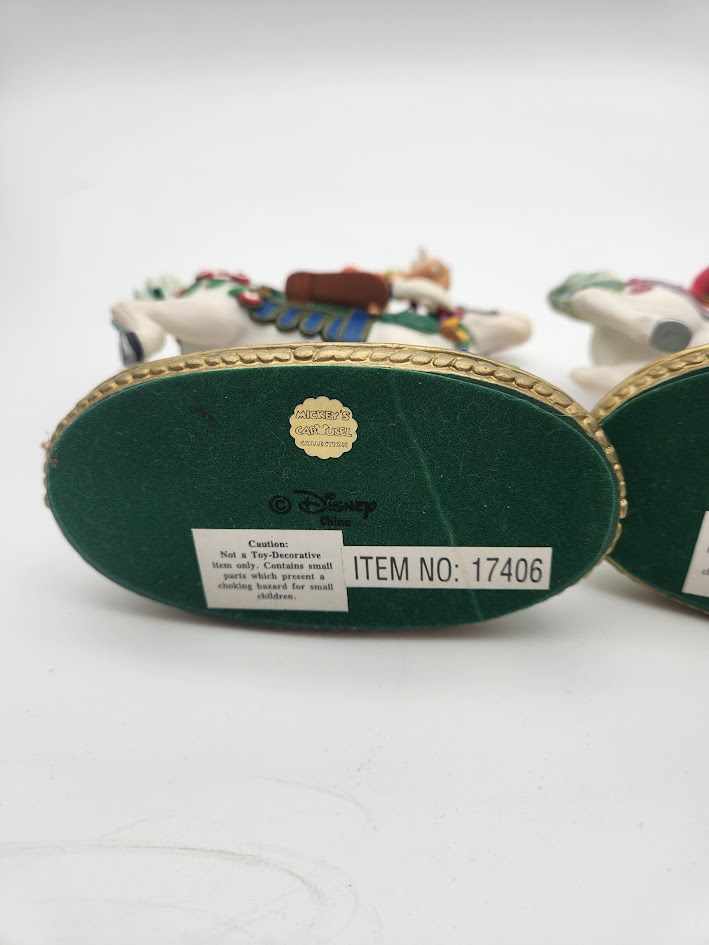 MICKEY'S
CAROUSEL
COLLECTION
© Disney
China
Caution:
Not a Toy-Decorative
item only. Contains small
parts which present a
choking hazard for small
children.
ITEM NO: 17406